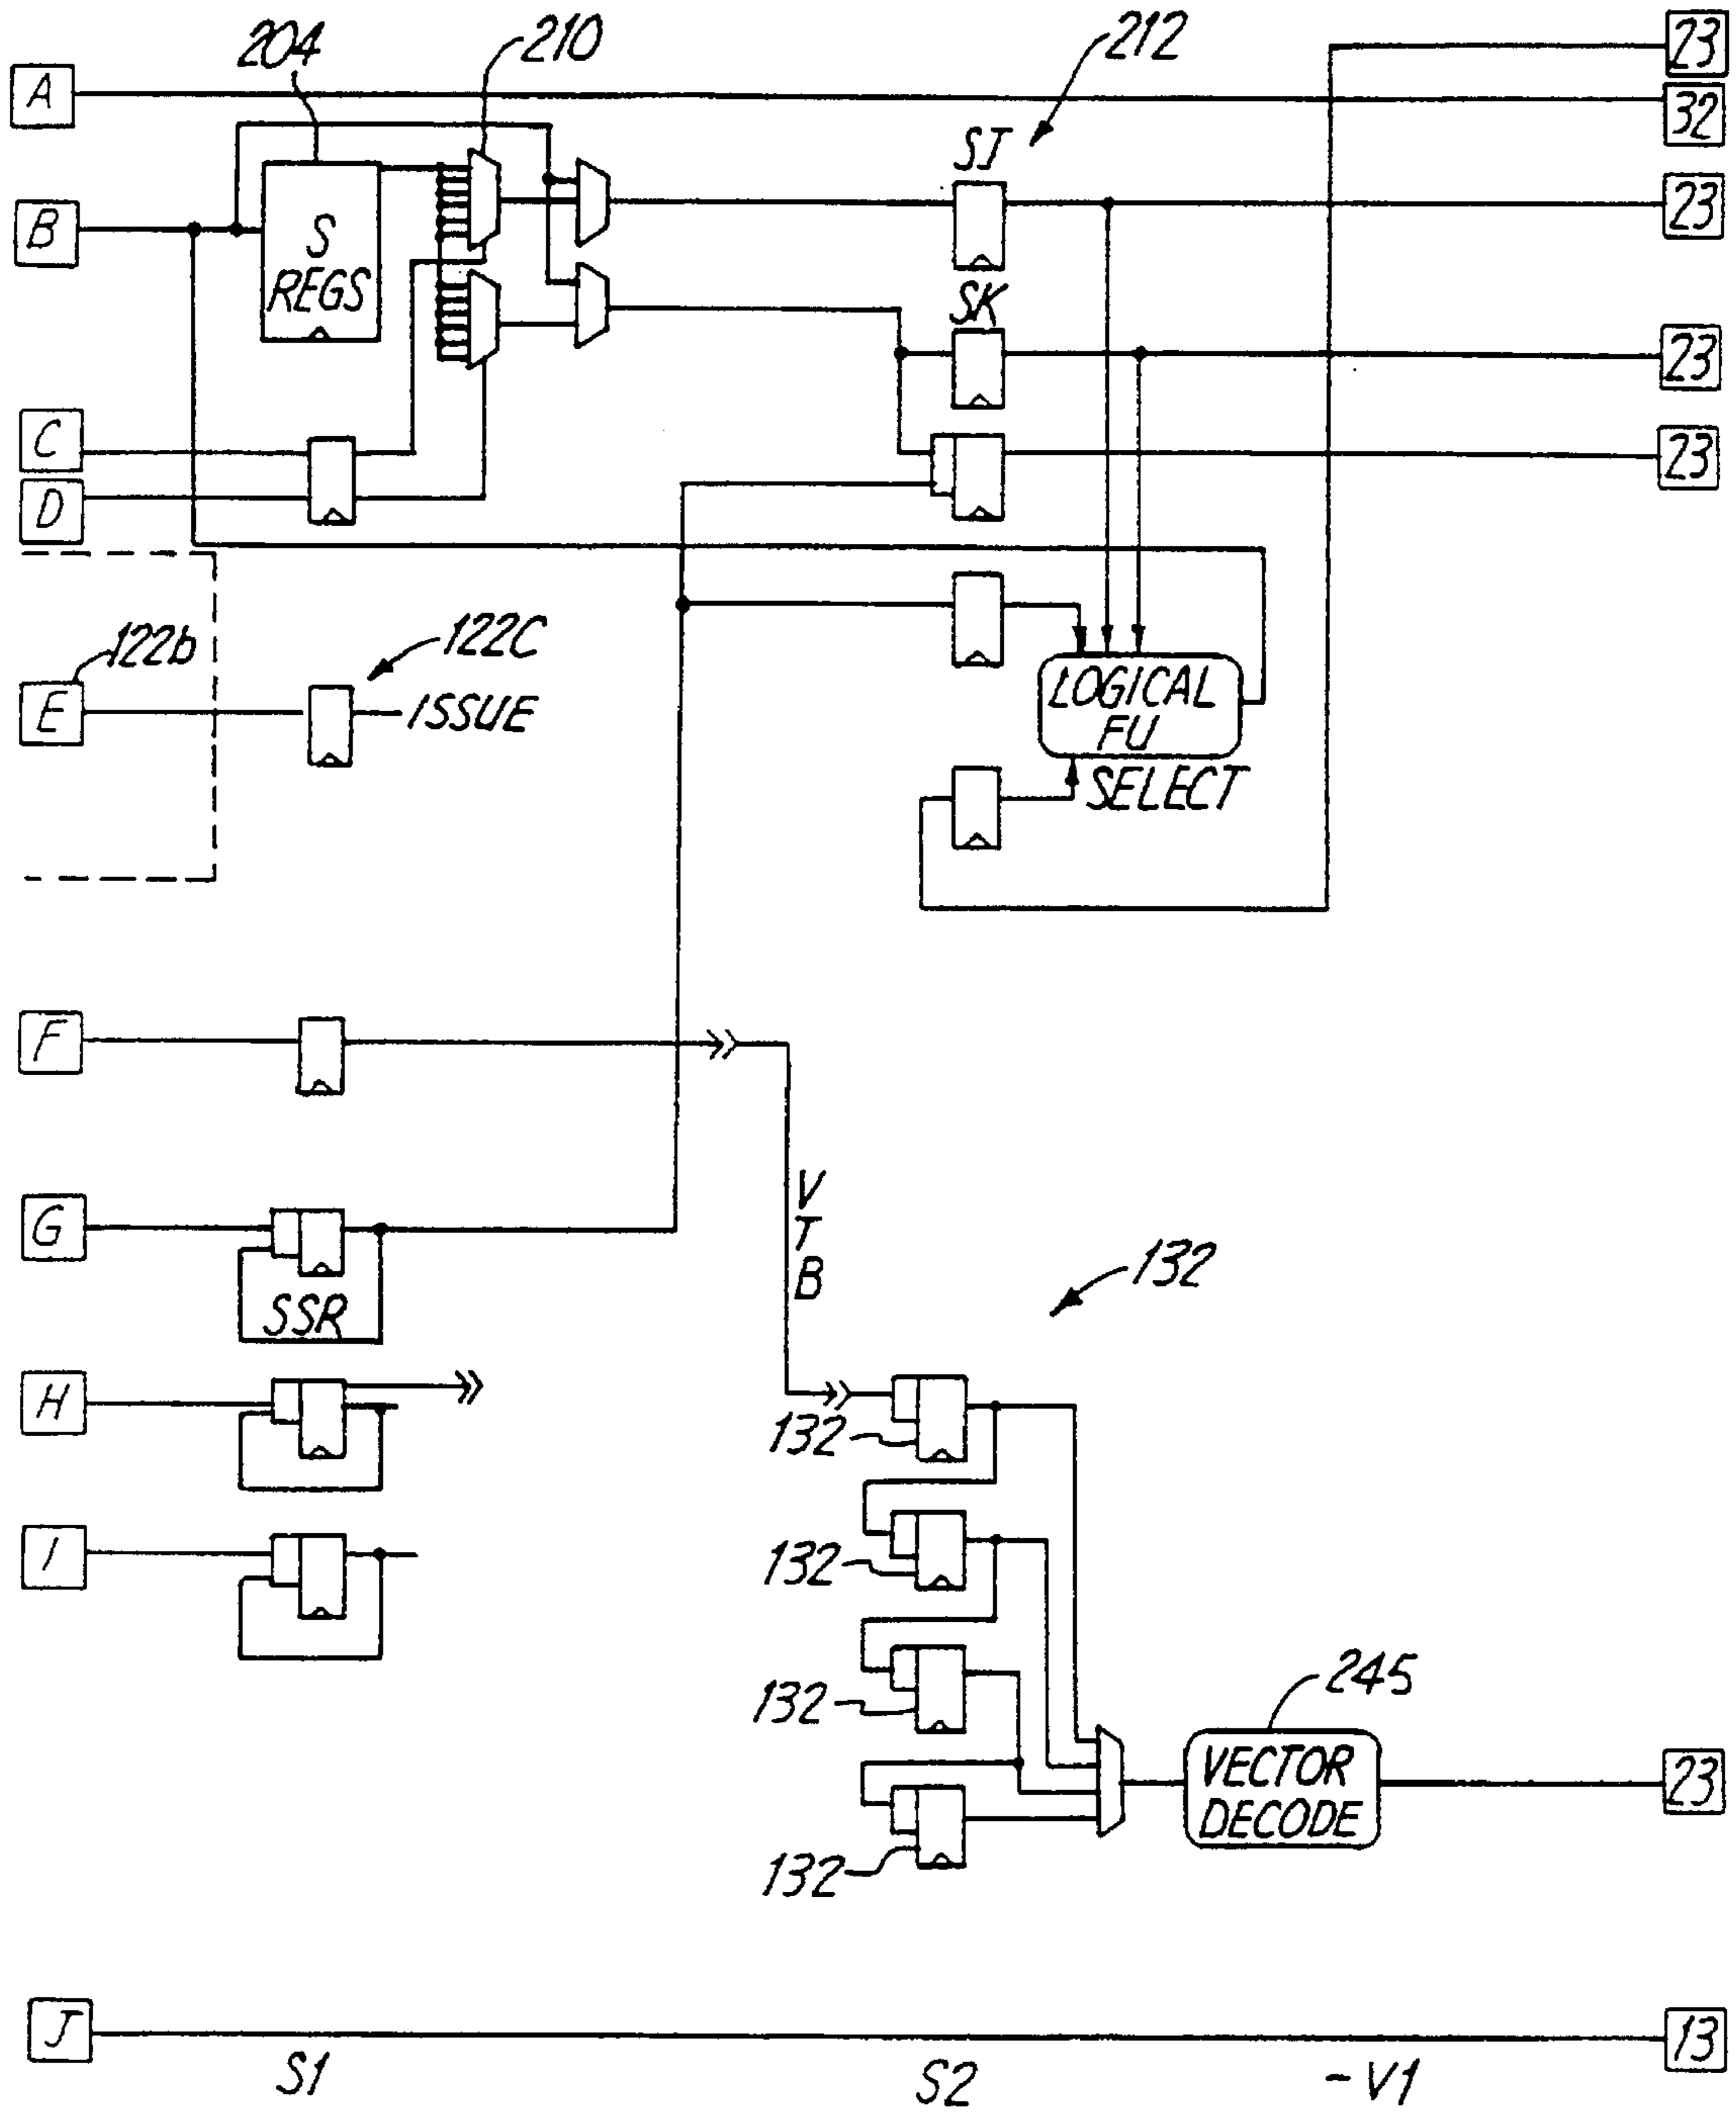 204
210
212
23
A
32
SJ
B
S
REGS
23
SK
23
C
23
D
122b
122C
E
ISSUE
LOGICAL
FU
SELECT
F
V
T
B
G
SSR
132
H
132
I
132
132
245
VECTOR
DECODE
23
132
J
13
S1
S2
-V1